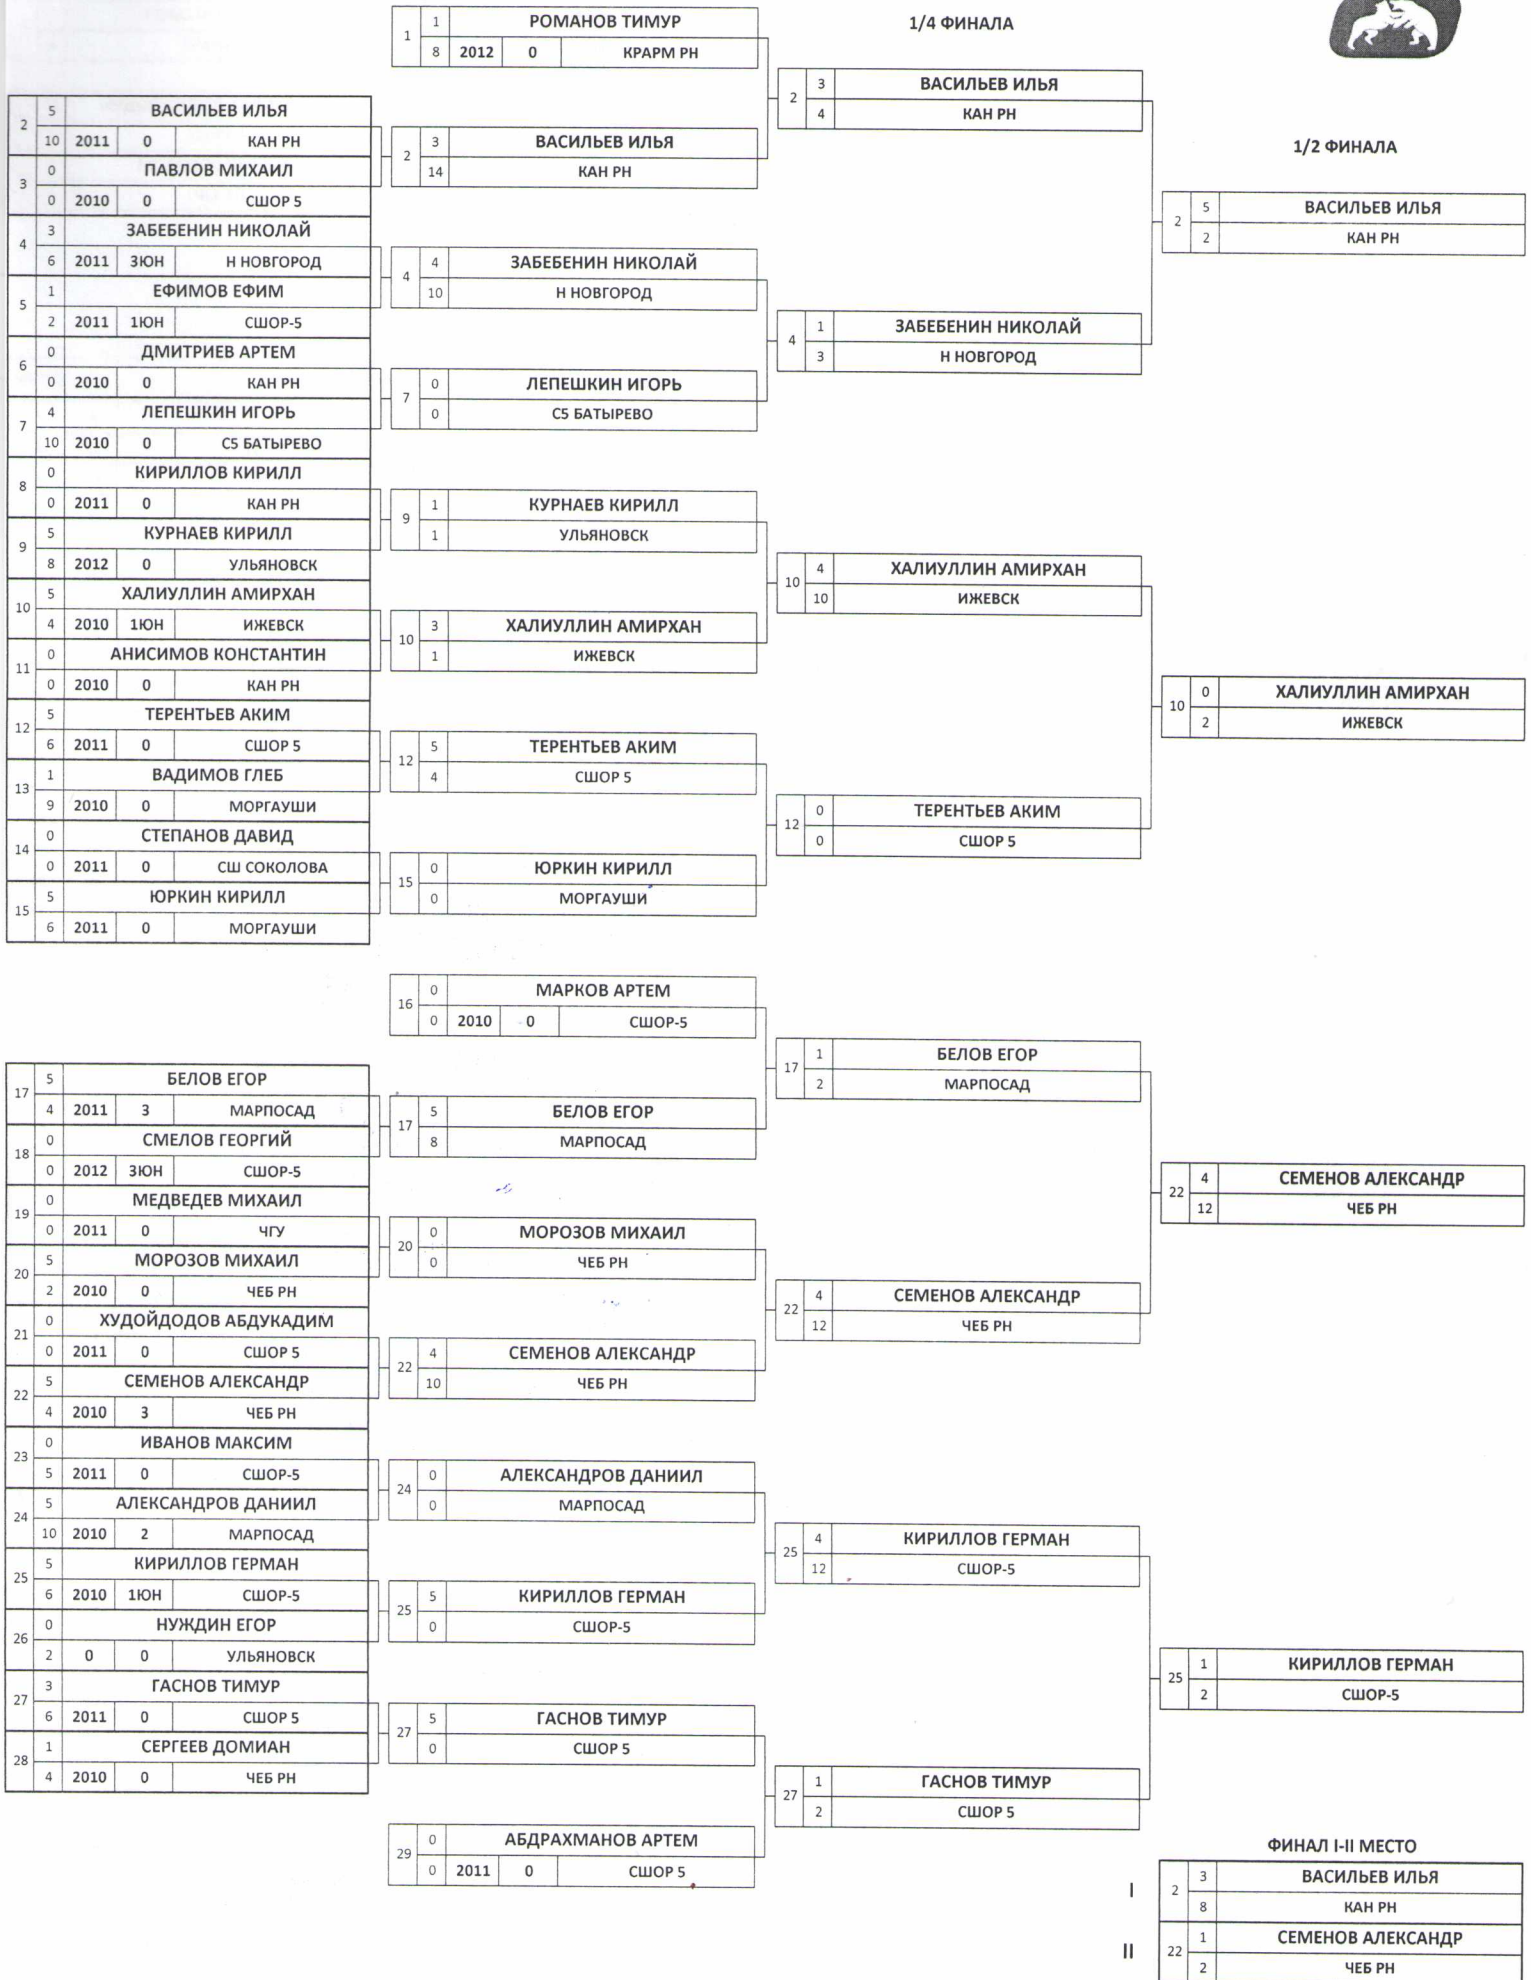 1/4 ФИНАЛА
1/2 ФИНАЛА
2 5 ВАСИЛЬЕВ ИЛЬЯ
10 2011 0 КАН РН
3 0 ПАВЛОВ МИХАИЛ
0 2010 0 СШОР 5
4 3 ЗАБЕБЕНИН НИКОЛАЙ
6 2011 3ЮН Н НОВГОРОД
5 1 ЕФИМОВ ЕФИМ
2 2011 1ЮН СШОР-5
6 0 ДМИТРИЕВ АРТЕМ
0 2010 0 КАН РН
7 4 ЛЕПЕШКИН ИГОРЬ
10 2010 0 С5 БАТЫРЕВО
8 0 КИРИЛЛОВ КИРИЛЛ
0 2011 0 КАН РН
9 5 КУРНАЕВ КИРИЛЛ
8 2012 0 УЛЬЯНОВСК
10 5 ХАЛИУЛЛИН АМИРХАН
4 2010 1ЮН ИЖЕВСК
11 0 АНИСИМОВ КОНСТАНТИН
0 2010 0 КАН РН
12 5 ТЕРЕНТЬЕВ АКИМ
6 2011 0 СШОР 5
13 1 ВАДИМОВ ГЛЕБ
9 2010 0 МОРГАУШИ
14 0 СТЕПАНОВ ДАВИД
0 2011 0 СШ СОКОЛОВА
15 5 ЮРКИН КИРИЛЛ
6 2011 0 МОРГАУШИ
17 5 БЕЛОВ ЕГОР
4 2011 3 МАРПОСАД
18 0 СМЕЛОВ ГЕОРГИЙ
0 2012 3ЮН СШОР-5
19 0 МЕДВЕДЕВ МИХАИЛ
0 2011 0 ЧГУ
20 5 МОРОЗОВ МИХАИЛ
2 2010 0 ЧЕБ РН
21 0 ХУДОЙДОДОВ АБДУКАДИМ
0 2011 0 СШОР 5
22 5 СЕМЕНОВ АЛЕКСАНДР
4 2010 3 ЧЕБ РН
23 0 ИВАНОВ МАКСИМ
5 2011 0 СШОР-5
24 5 АЛЕКСАНДРОВ ДАНИИЛ
10 2010 2 МАРПОСАД
25 5 КИРИЛЛОВ ГЕРМАН
6 2010 1ЮН СШОР-5
26 0 НУЖДИН ЕГОР
2 0 0 УЛЬЯНОВСК
27 3 ГАСНОВ ТИМУР
6 2011 0 СШОР 5
28 1 СЕРГЕЕВ ДОМИАН
4 2010 0 ЧЕБ РН
1 1 РОМАНОВ ТИМУР
8 2012 0 КРАРМ РН
2 3 ВАСИЛЬЕВ ИЛЬЯ
14 КАН РН
4 4 ЗАБЕБЕНИН НИКОЛАЙ
10 Н НОВГОРОД
7 0 ЛЕПЕШКИН ИГОРЬ
0 С5 БАТЫРЕВО
9 1 КУРНАЕВ КИРИЛЛ
1 УЛЬЯНОВСК
10 3 ХАЛИУЛЛИН АМИРХАН
1 ИЖЕВСК
12 5 ТЕРЕНТЬЕВ АКИМ
4 СШОР 5
15 0 ЮРКИН КИРИЛЛ
0 МОРГАУШИ
16 0 МАРКОВ АРТЕМ
0 2010 0 СШОР-5
17 5 БЕЛОВ ЕГОР
8 МАРПОСАД
20 0 МОРОЗОВ МИХАИЛ
0 ЧЕБ РН
22 4 СЕМЕНОВ АЛЕКСАНДР
10 ЧЕБ РН
24 0 АЛЕКСАНДРОВ ДАНИИЛ
0 МАРПОСАД
25 5 КИРИЛЛОВ ГЕРМАН
0 СШОР-5
27 5 ГАСНОВ ТИМУР
0 СШОР 5
29 0 АБДРАХМАНОВ АРТЕМ
0 2011 0 СШОР 5
2 3 ВАСИЛЬЕВ ИЛЬЯ
4 КАН РН
4 1 ЗАБЕБЕНИН НИКОЛАЙ
3 Н НОВГОРОД
10 4 ХАЛИУЛЛИН АМИРХАН
10 ИЖЕВСК
12 0 ТЕРЕНТЬЕВ АКИМ
0 СШОР 5
17 1 БЕЛОВ ЕГОР
2 МАРПОСАД
22 4 СЕМЕНОВ АЛЕКСАНДР
12 ЧЕБ РН
25 4 КИРИЛЛОВ ГЕРМАН
12 СШОР-5
27 1 ГАСНОВ ТИМУР
2 СШОР 5
2 5 ВАСИЛЬЕВ ИЛЬЯ
2 КАН РН
10 0 ХАЛИУЛЛИН АМИРХАН
2 ИЖЕВСК
22 4 СЕМЕНОВ АЛЕКСАНДР
12 ЧЕБ РН
25 1 КИРИЛЛОВ ГЕРМАН
2 СШОР-5
ФИНАЛ I-II МЕСТО
I 2 3 ВАСИЛЬЕВ ИЛЬЯ
8 КАН РН
II 22 1 СЕМЕНОВ АЛЕКСАНДР
2 ЧЕБ РН